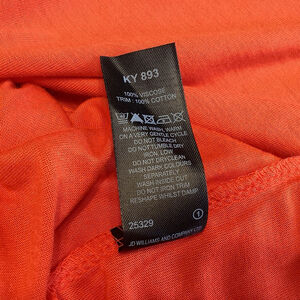 KY 893
100% VISCOSE
TRIM : 100% COTTON
MACHINE WASH, WARM
ON A VERY GENTLE CYCLE
DO NOT BLEACH
DO NOT TUMBLE DRY
IRON, LOW
DO NOT DRYCLEAN
WASH DARK COLOURS
SEPARATELY
WASH INSIDE OUT
DO NOT IRON TRIM
RESHAPE WHILST DAMP
25329 1
JD WILLIAMS AND COMPANY LTD